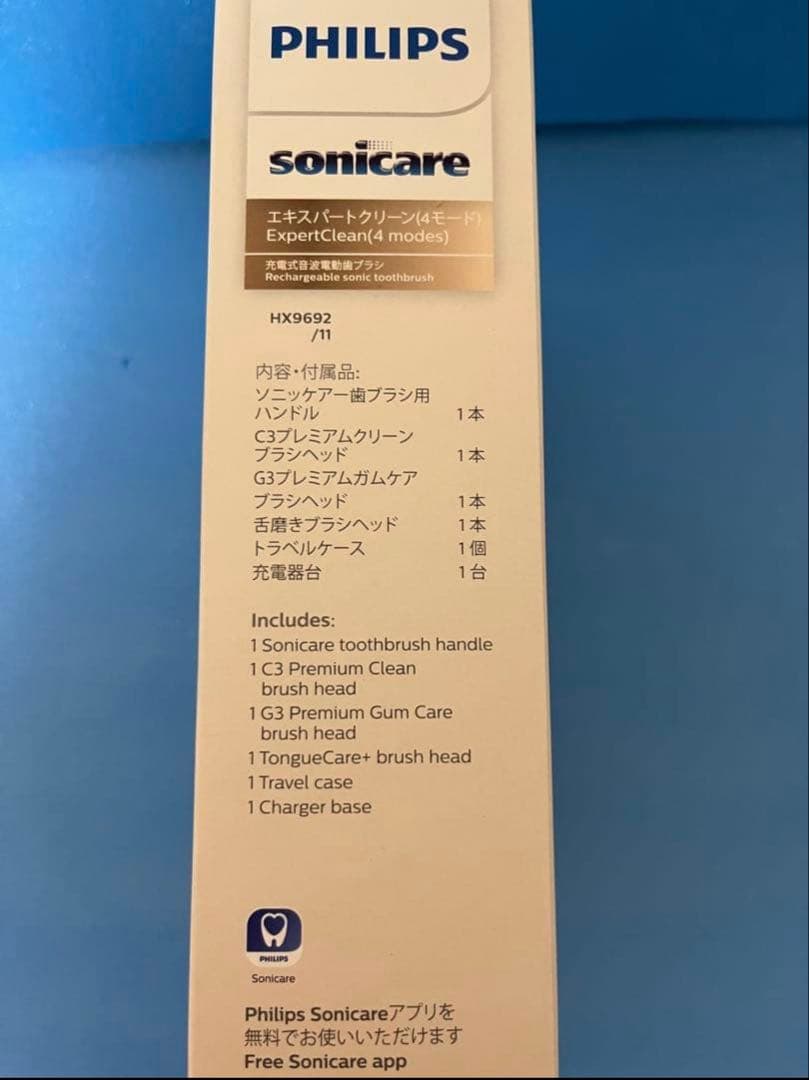 PHILIPS
sonicare
エキスパートクリーン(4モード)
ExpertClean(4 modes)
充電式音波電動歯ブラシ
Rechargeable sonic toothbrush
HX9692
/11
内容・付属品:
ソニッケアー歯ブラシ用
ハンドル 1本
C3プレミアムクリーン
ブラシヘッド 1本
G3プレミアムガムケア
ブラシヘッド 1本
舌磨きブラシヘッド 1本
トラベルケース 1個
充電器台 1台
Includes:
1 Sonicare toothbrush handle
1 C3 Premium Clean
brush head
1 G3 Premium Gum Care
brush head
1 TongueCare+ brush head
1 Travel case
1 Charger base
PHILIPS
Sonicare
Philips Sonicareアプリを
無料でお使いいただけます
Free Sonicare app